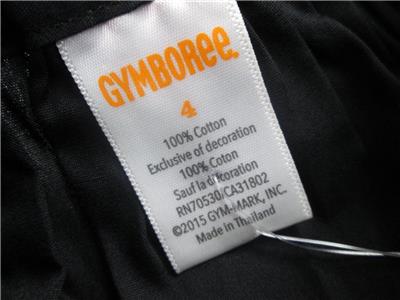 GYMBOREE
4
100% Cotton
Exclusive of decoration
100% Coton
Sauf la décoration
RN70530/CA31802
©2015 GYM-MARK, INC.
Made in Thailand